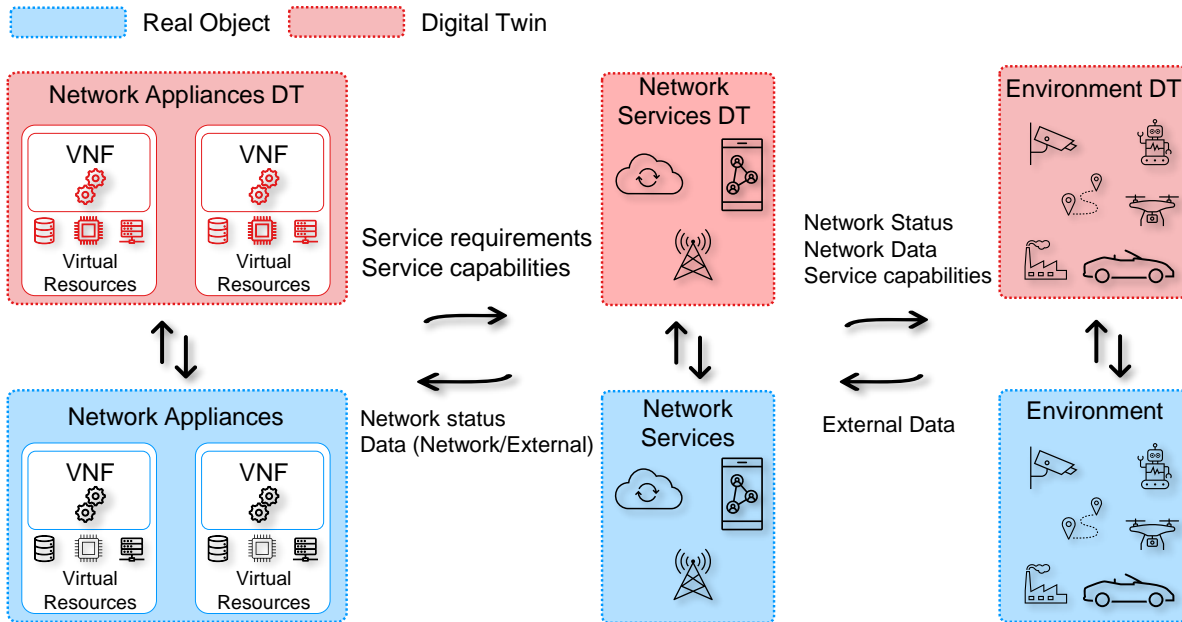 Real Object
Digital Twin
Network Appliances DT
VNF
Virtual
Resources
VNF
Virtual
Resources
Service requirements
Service capabilities
Network
Services DT
Network Status
Network Data
Service capabilities
Environment DT
Network Appliances
VNF
Virtual
Resources
VNF
Virtual
Resources
Network status
Data (Network/External)
Network
Services
External Data
Environment